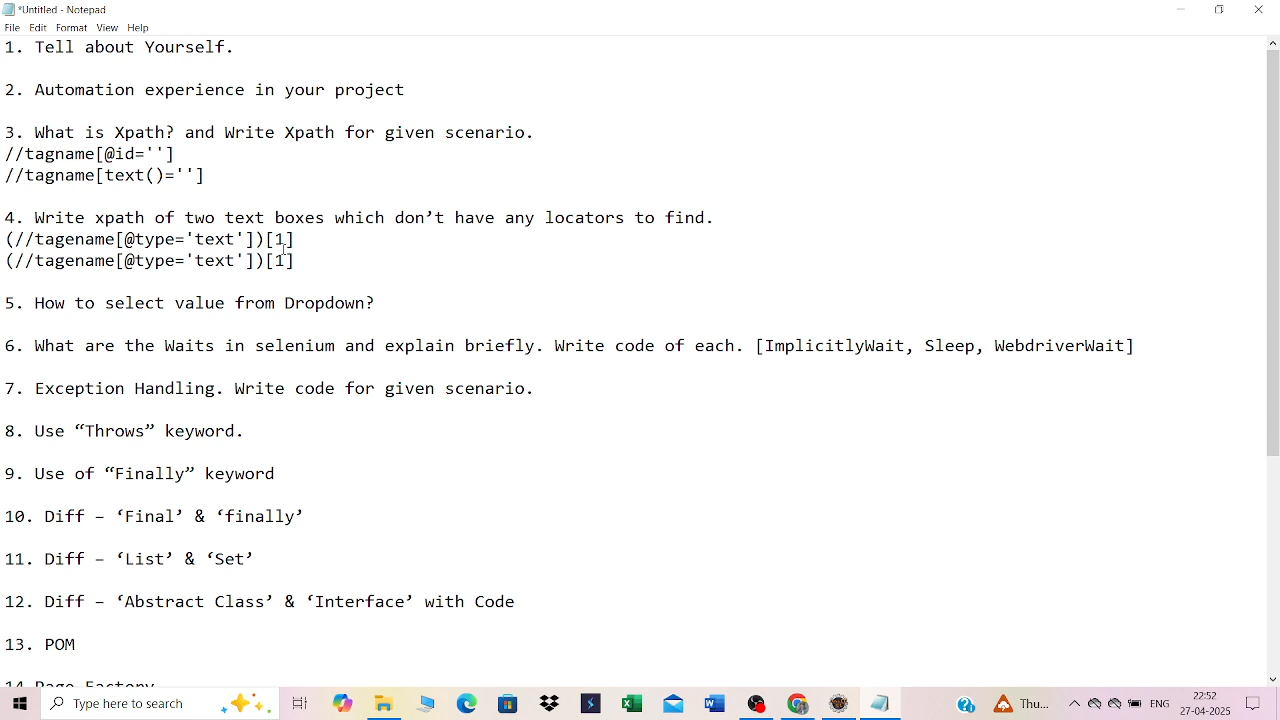 *Untitled - Notepad
File Edit Format View Help
1. Tell about Yourself.
2. Automation experience in your project
3. What is Xpath? and Write Xpath for given scenario.
//tagname[@id='']
//tagname[text()='']
4. Write xpath of two text boxes which don’t have any locators to find.
(//tagename[@type='text'])[1]
(//tagename[@type='text'])[1]
5. How to select value from Dropdown?
6. What are the Waits in selenium and explain briefly. Write code of each. [ImplicitlyWait, Sleep, WebdriverWait]
7. Exception Handling. Write code for given scenario.
8. Use “Throws” keyword.
9. Use of “Finally” keyword
10. Diff – ‘Final’ & ‘finally’
11. Diff – ‘List’ & ‘Set’
12. Diff – ‘Abstract Class’ & ‘Interface’ with Code
13. POM
14 Page Factory
Type here to search
Thu...
ENG
22:52
27-04-2025